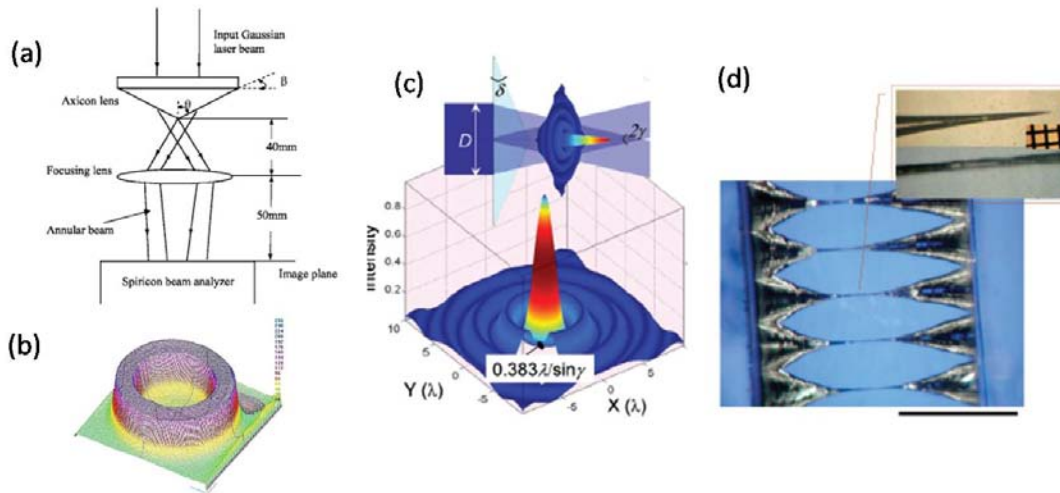 (a)
Input Gaussian
laser beam
β
Axicon lens
θ
40mm
Focusing lens
50mm
Annular beam
Image plane
Spiricon beam analyzer
(b)
(c)
δ
D
2γ
Intensity
0.8
0.6
0.4
0.2
10
5
0
-5
Y (λ)
0.383λ/sinγ
-5
0
5
X (λ)
(d)